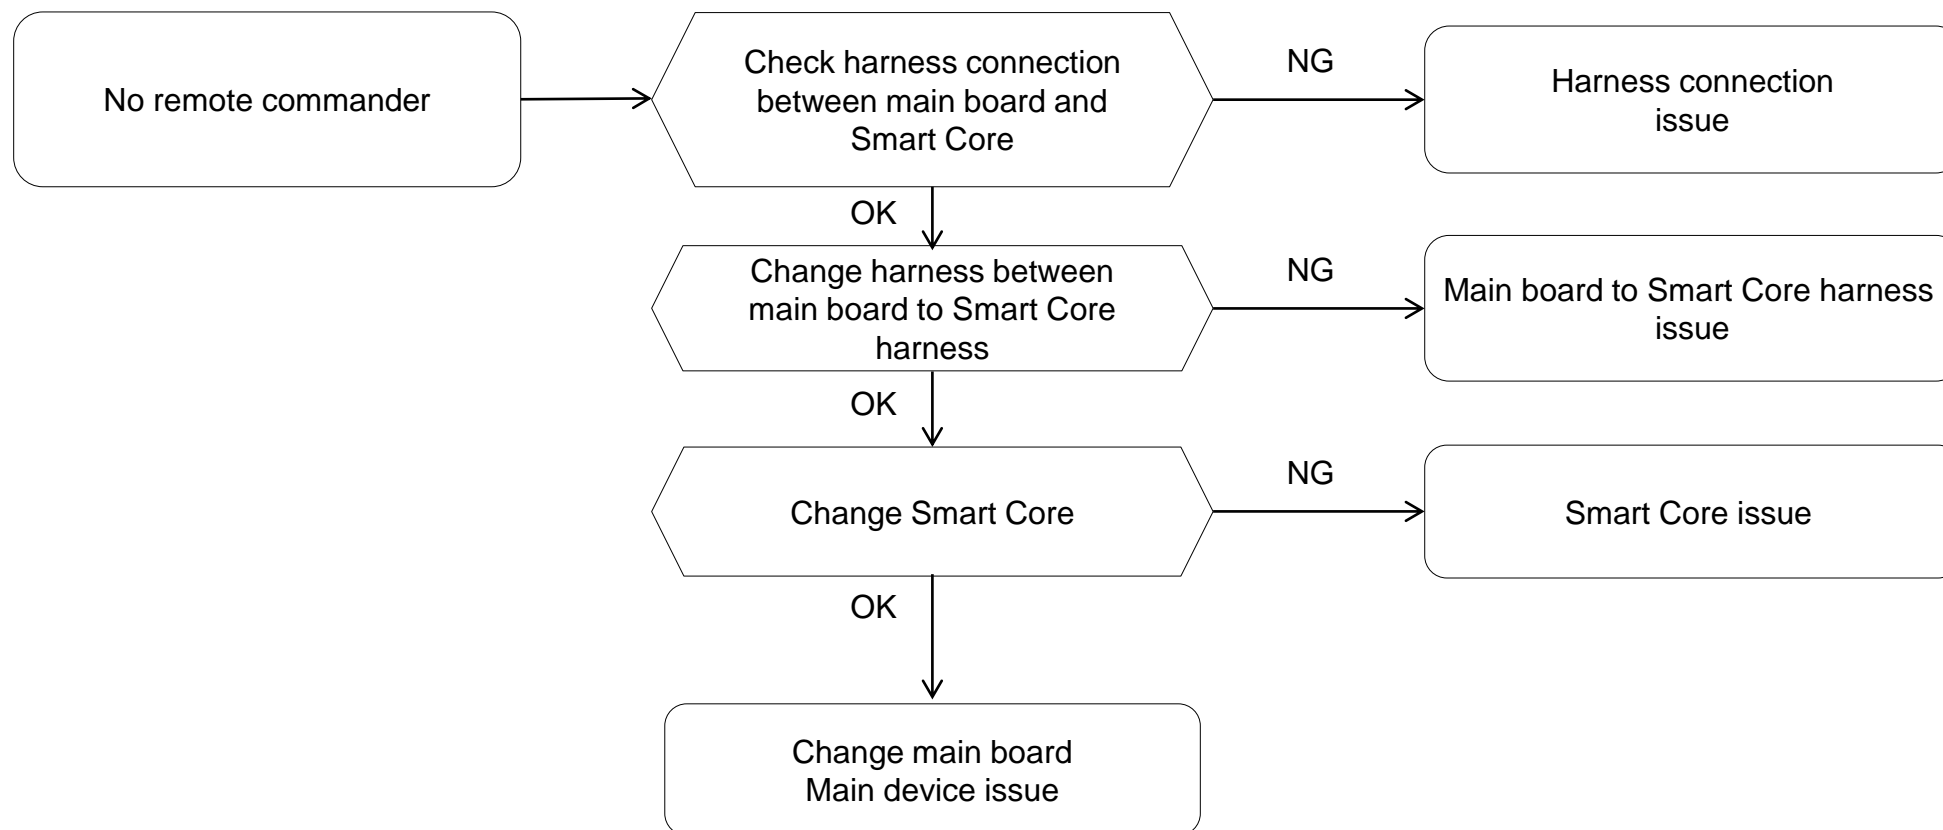 No remote commander
Check harness connection
between main board and
Smart Core
NG
Harness connection
issue
OK
Change harness between
main board to Smart Core
harness
NG
Main board to Smart Core harness
issue
OK
Change Smart Core
NG
Smart Core issue
OK
Change main board
Main device issue